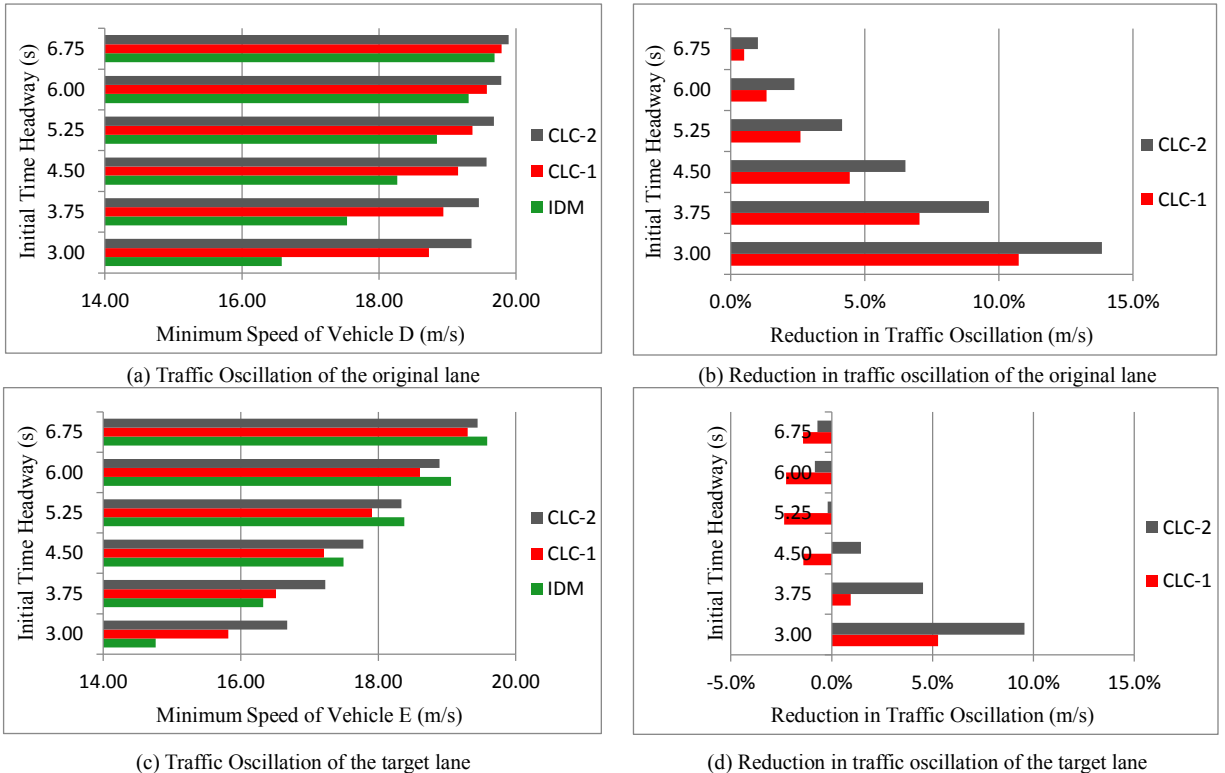 Initial Time Headway (s)
6.75
6.00
5.25
4.50
3.75
3.00
14.00 16.00 18.00 20.00
Minimum Speed of Vehicle D (m/s)
CLC-2
CLC-1
IDM
(a) Traffic Oscillation of the original lane
Initial Time Headway (s)
6.75
6.00
5.25
4.50
3.75
3.00
0.0% 5.0% 10.0% 15.0%
Reduction in Traffic Oscillation (m/s)
CLC-2
CLC-1
(b) Reduction in traffic oscillation of the original lane
Initial Time Headway (s)
6.75
6.00
5.25
4.50
3.75
3.00
14.00 16.00 18.00 20.00
Minimum Speed of Vehicle E (m/s)
CLC-2
CLC-1
IDM
(c) Traffic Oscillation of the target lane
Initial Time Headway (s)
6.75
6.00
5.25
4.50
3.75
3.00
-5.0% 0.0% 5.0% 10.0% 15.0%
Reduction in Traffic Oscillation (m/s)
CLC-2
CLC-1
(d) Reduction in traffic oscillation of the target lane